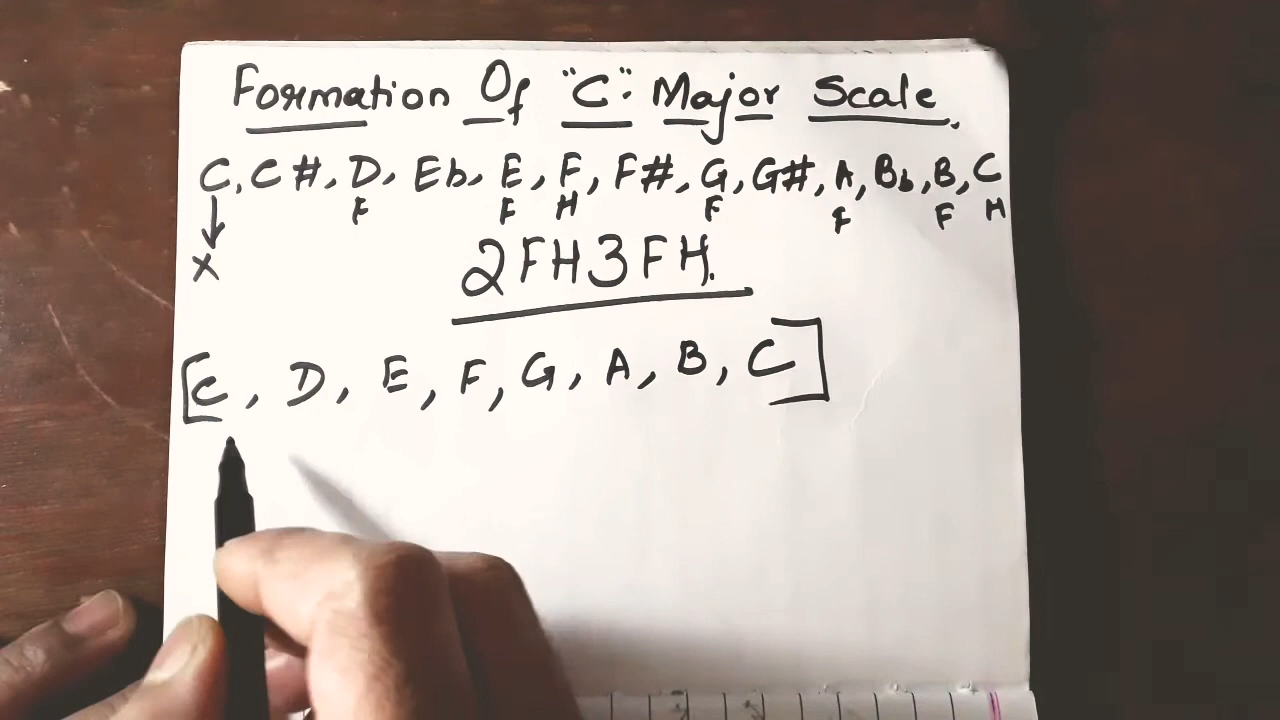 Formation Of "C": Major Scale.
C, C#, D, Eb, E, F, F#, G, G#, A, Bb, B, C
F F H F F F H
X
2FH3FH.
[C, D, E, F, G, A, B, C]